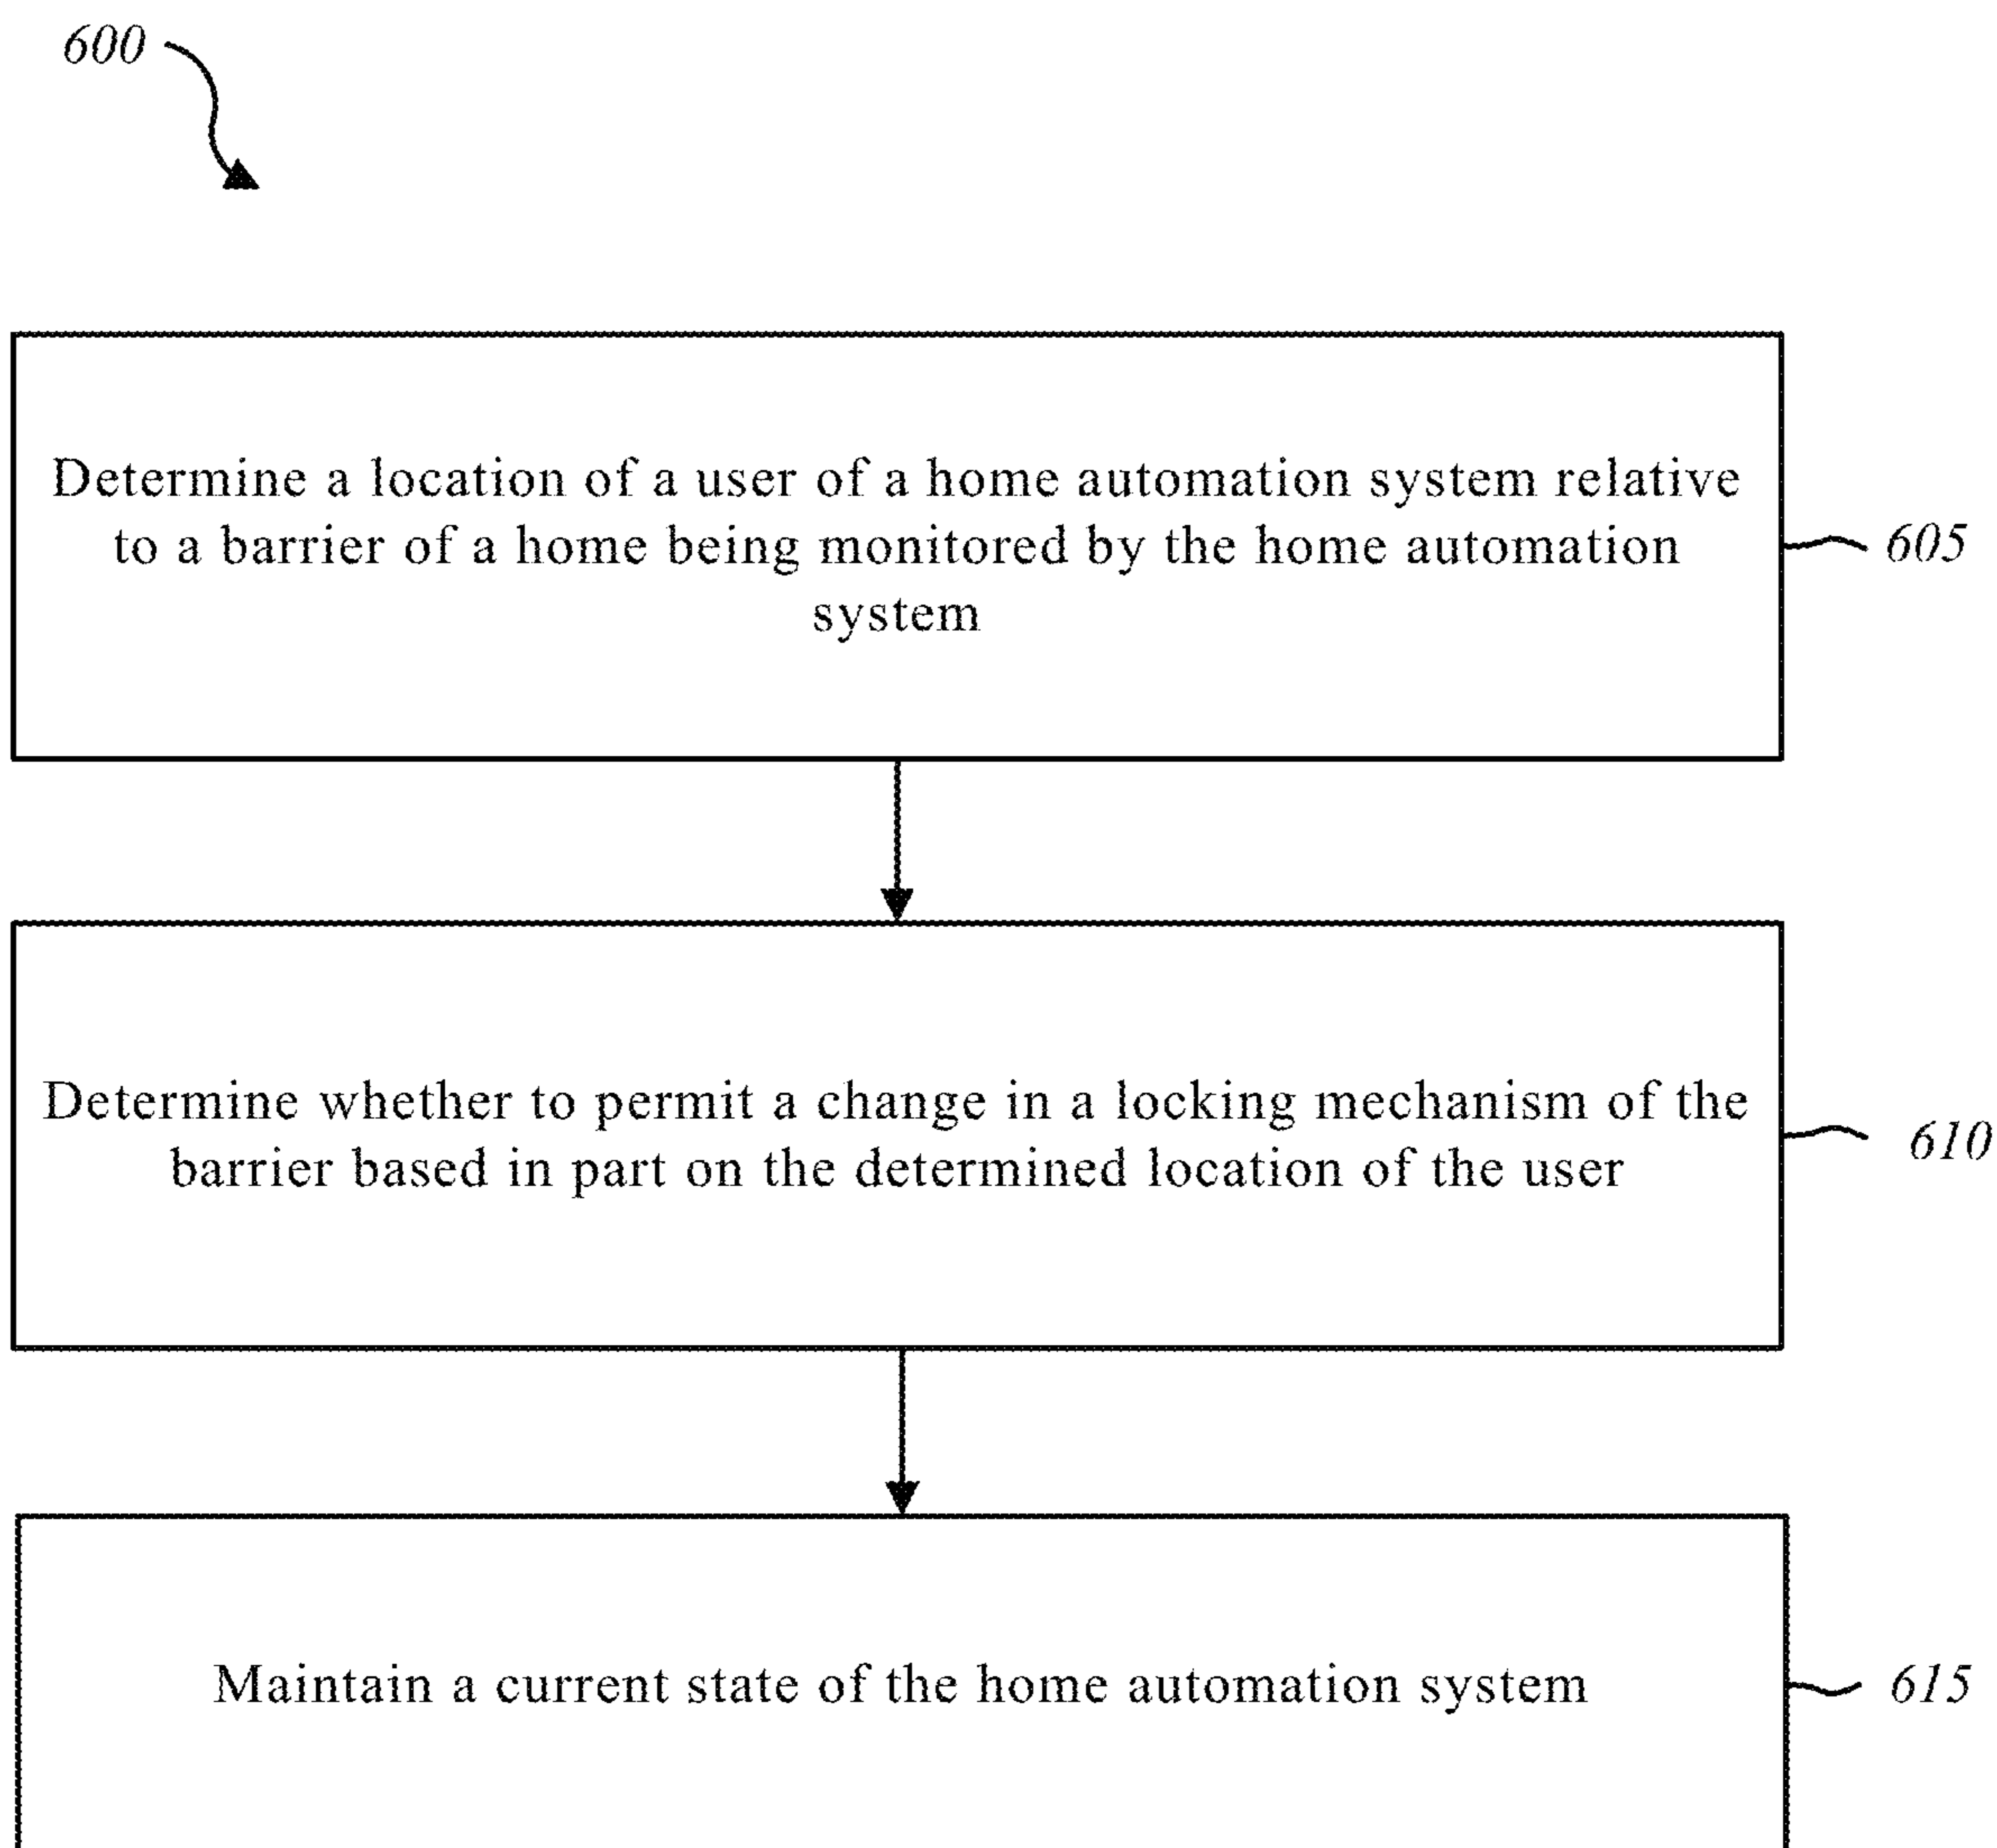 600
Determine a location of a user of a home automation system relative
to a barrier of a home being monitored by the home automation
system
605
Determine whether to permit a change in a locking mechanism of the
barrier based in part on the determined location of the user
610
Maintain a current state of the home automation system
615